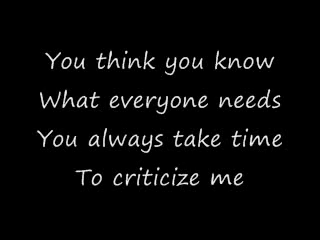 You think you know
What everyone needs
You always take time
To criticize me